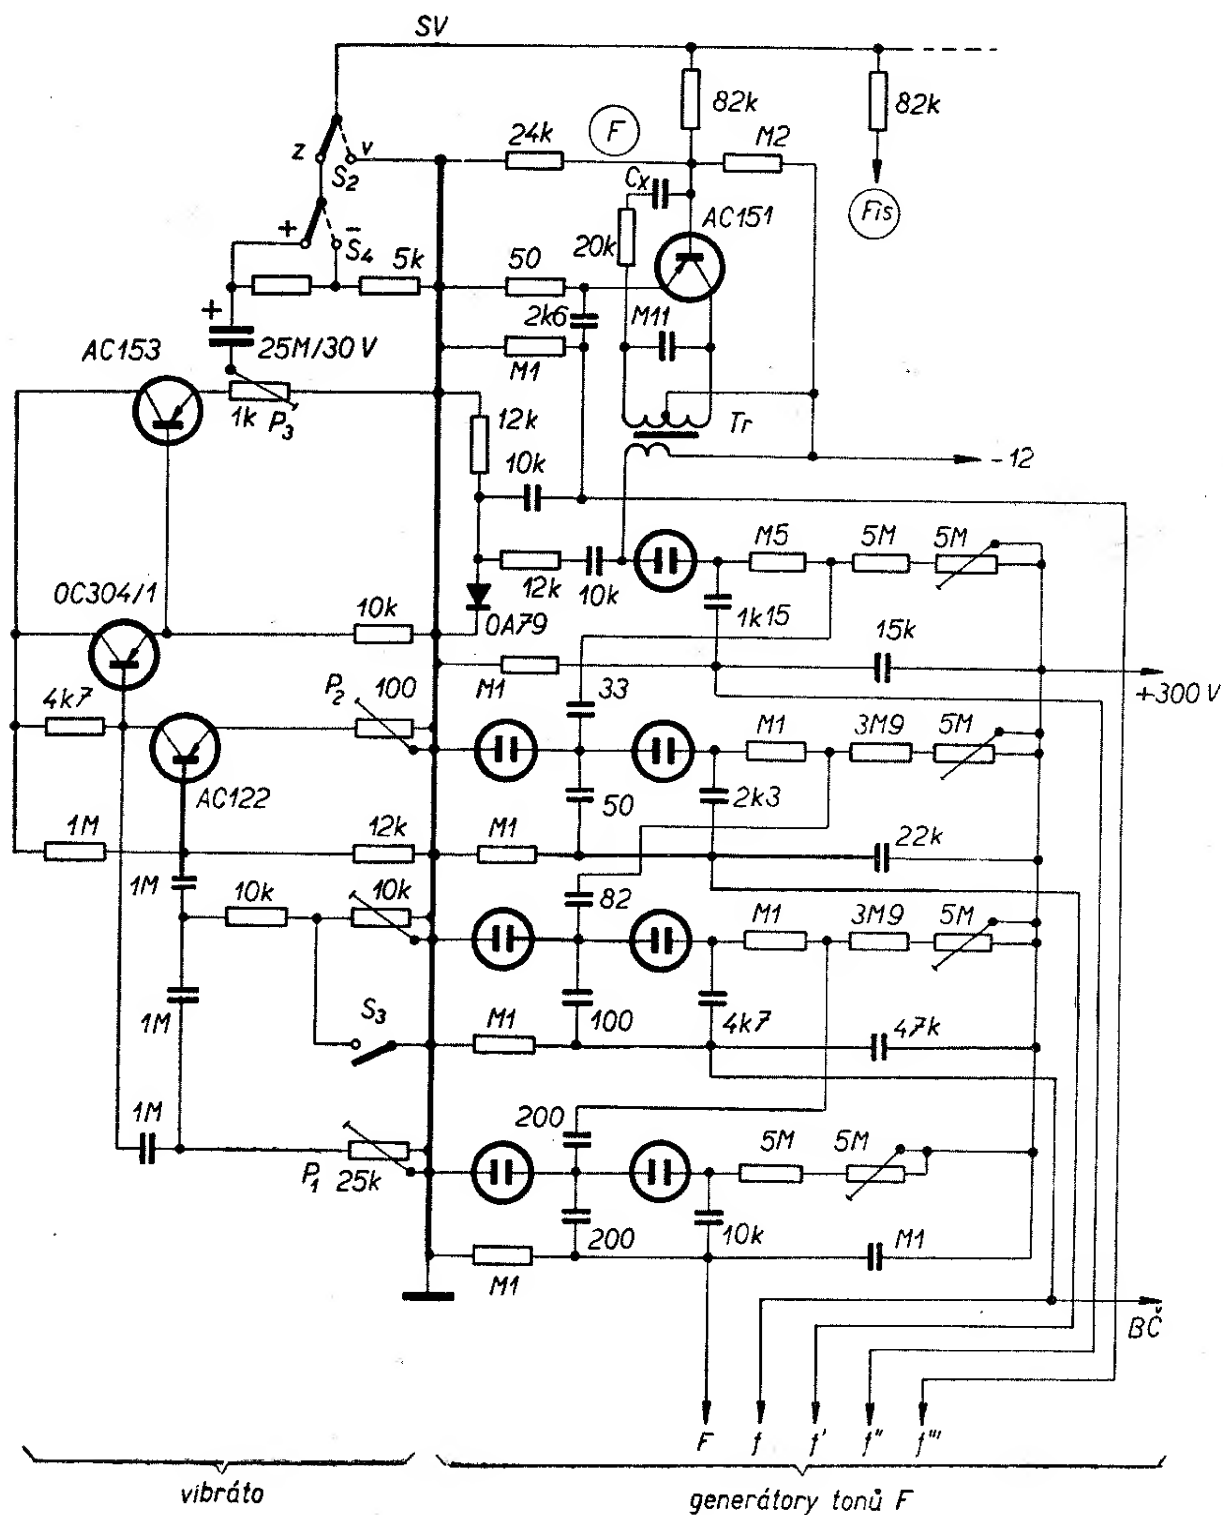 SV
82k
82k
F
24k
M2
z
v
S2
Cx
Fis
AC151
20k
+
-
S4
5k
50
2k6
M11
+
25M/30 V
AC153
M1
1k
P3
12k
Tr
10k
-12
M5
5M
5M
OC304/1
12k
10k
1k15
10k
OA79
15k
M1
33
+300 V
4k7
P2
100
M1
3M9
5M
AC122
50
2k3
1M
12k
M1
22k
1M
10k
10k
82
M1
3M9
5M
1M
S3
M1
100
4k7
47k
1M
200
5M
5M
P1
25k
200
10k
M1
M1
BČ
F
f
f'
f''
f'''
vibráto
generátory tonů F